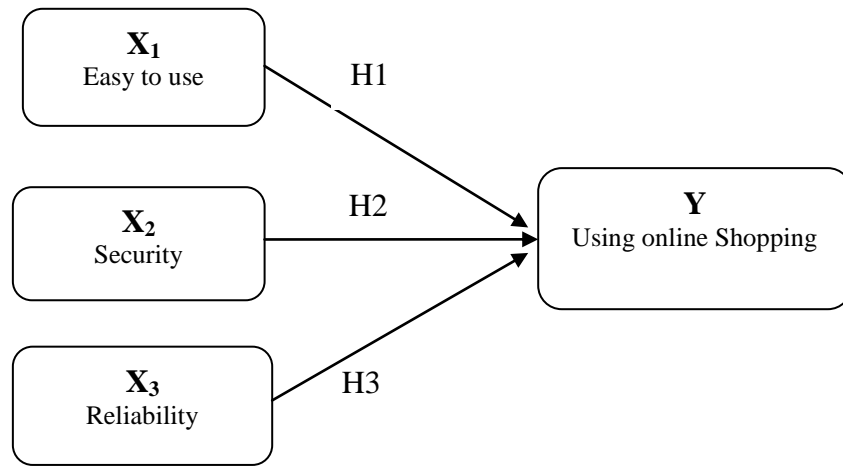 X₁
Easy to use
H1
X₂
Security
H2
Y
Using online Shopping
X₃
Reliability
H3